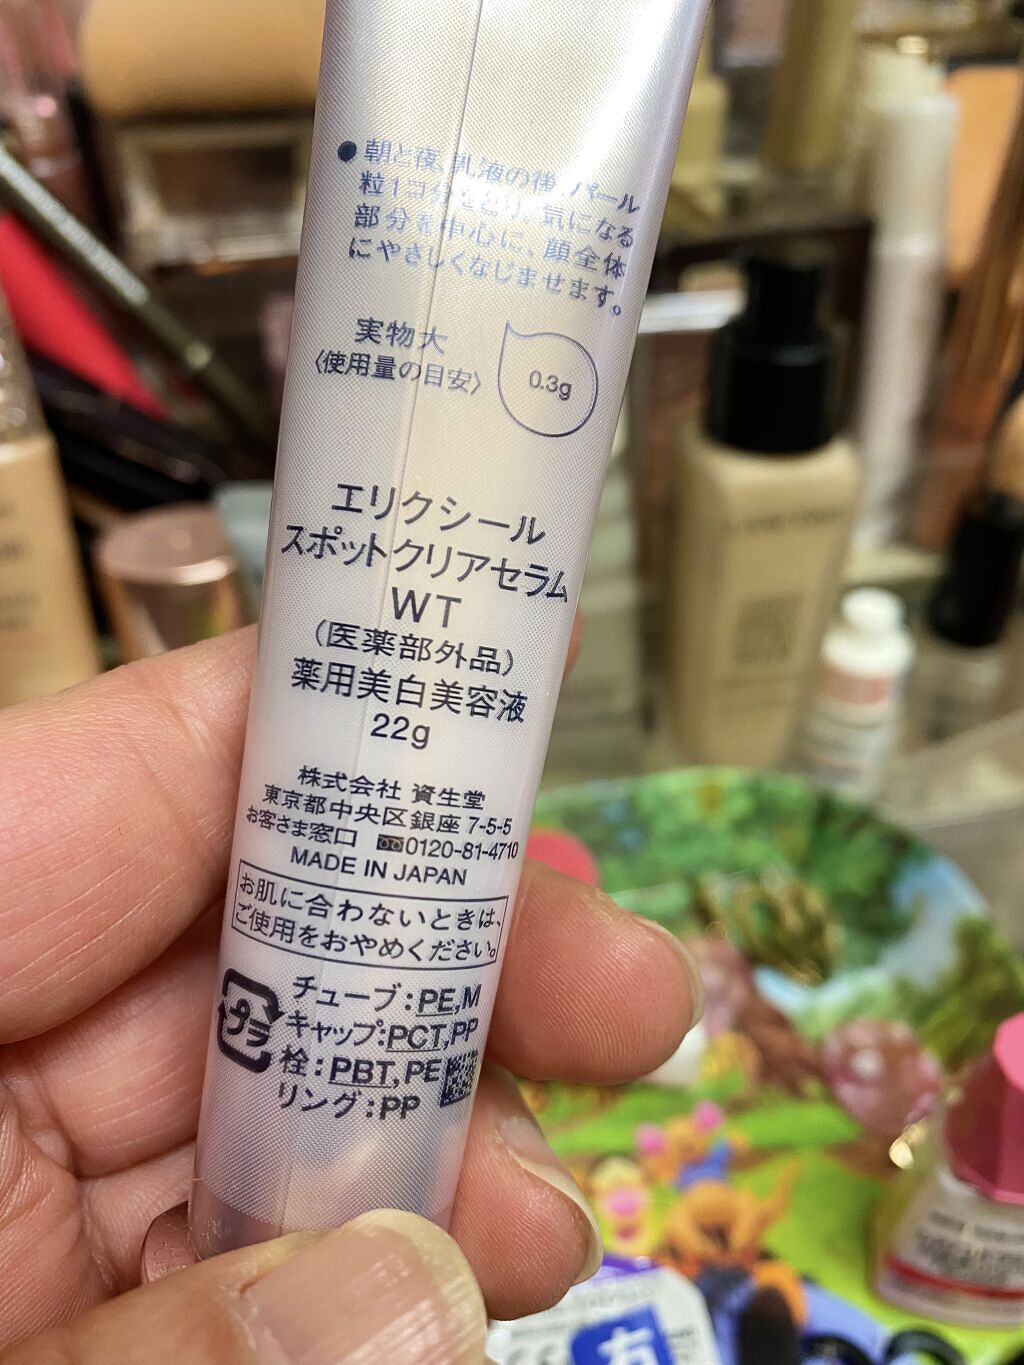 ●朝と夜、乳液の後、パール
粒1コ分をとり、気になる
部分を中心に、顔全体
にやさしくなじませます。
実物大
〈使用量の目安〉
0.3g
エリクシール
スポットクリアセラム
WT
(医薬部外品)
薬用美白美容液
22g
株式会社 資生堂
東京都中央区銀座 7-5-5
お客さま窓口 0120-81-4710
MADE IN JAPAN
お肌に合わないときは、
ご使用をおやめください。
プラ
チューブ:PE,M
キャップ:PCT,PP
栓:PBT,PE
リング:PP